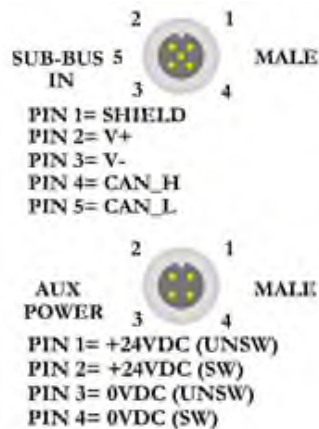 2 1
SUB-BUS 5 MALE
IN
3 4
PIN 1= SHIELD
PIN 2= V+
PIN 3= V-
PIN 4= CAN_H
PIN 5= CAN_L
2 1
AUX MALE
POWER 3 4
PIN 1= +24VDC (UNSW)
PIN 2= +24VDC (SW)
PIN 3= 0VDC (UNSW)
PIN 4= 0VDC (SW)